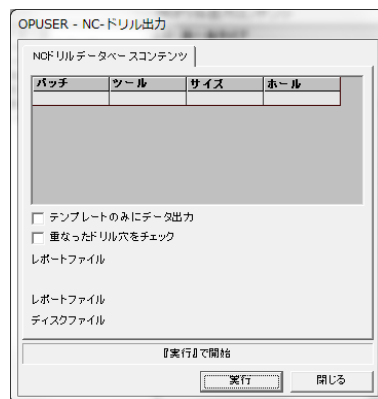 OPUSER - NC-ドリル出力
NCドリルデータベースコンテンツ
パッチ ツール サイズ ホール
テンプレートのみにデータ出力
重なったドリル穴をチェック
レポートファイル
レポートファイル
ディスクファイル
『実行』で開始
実行 閉じる